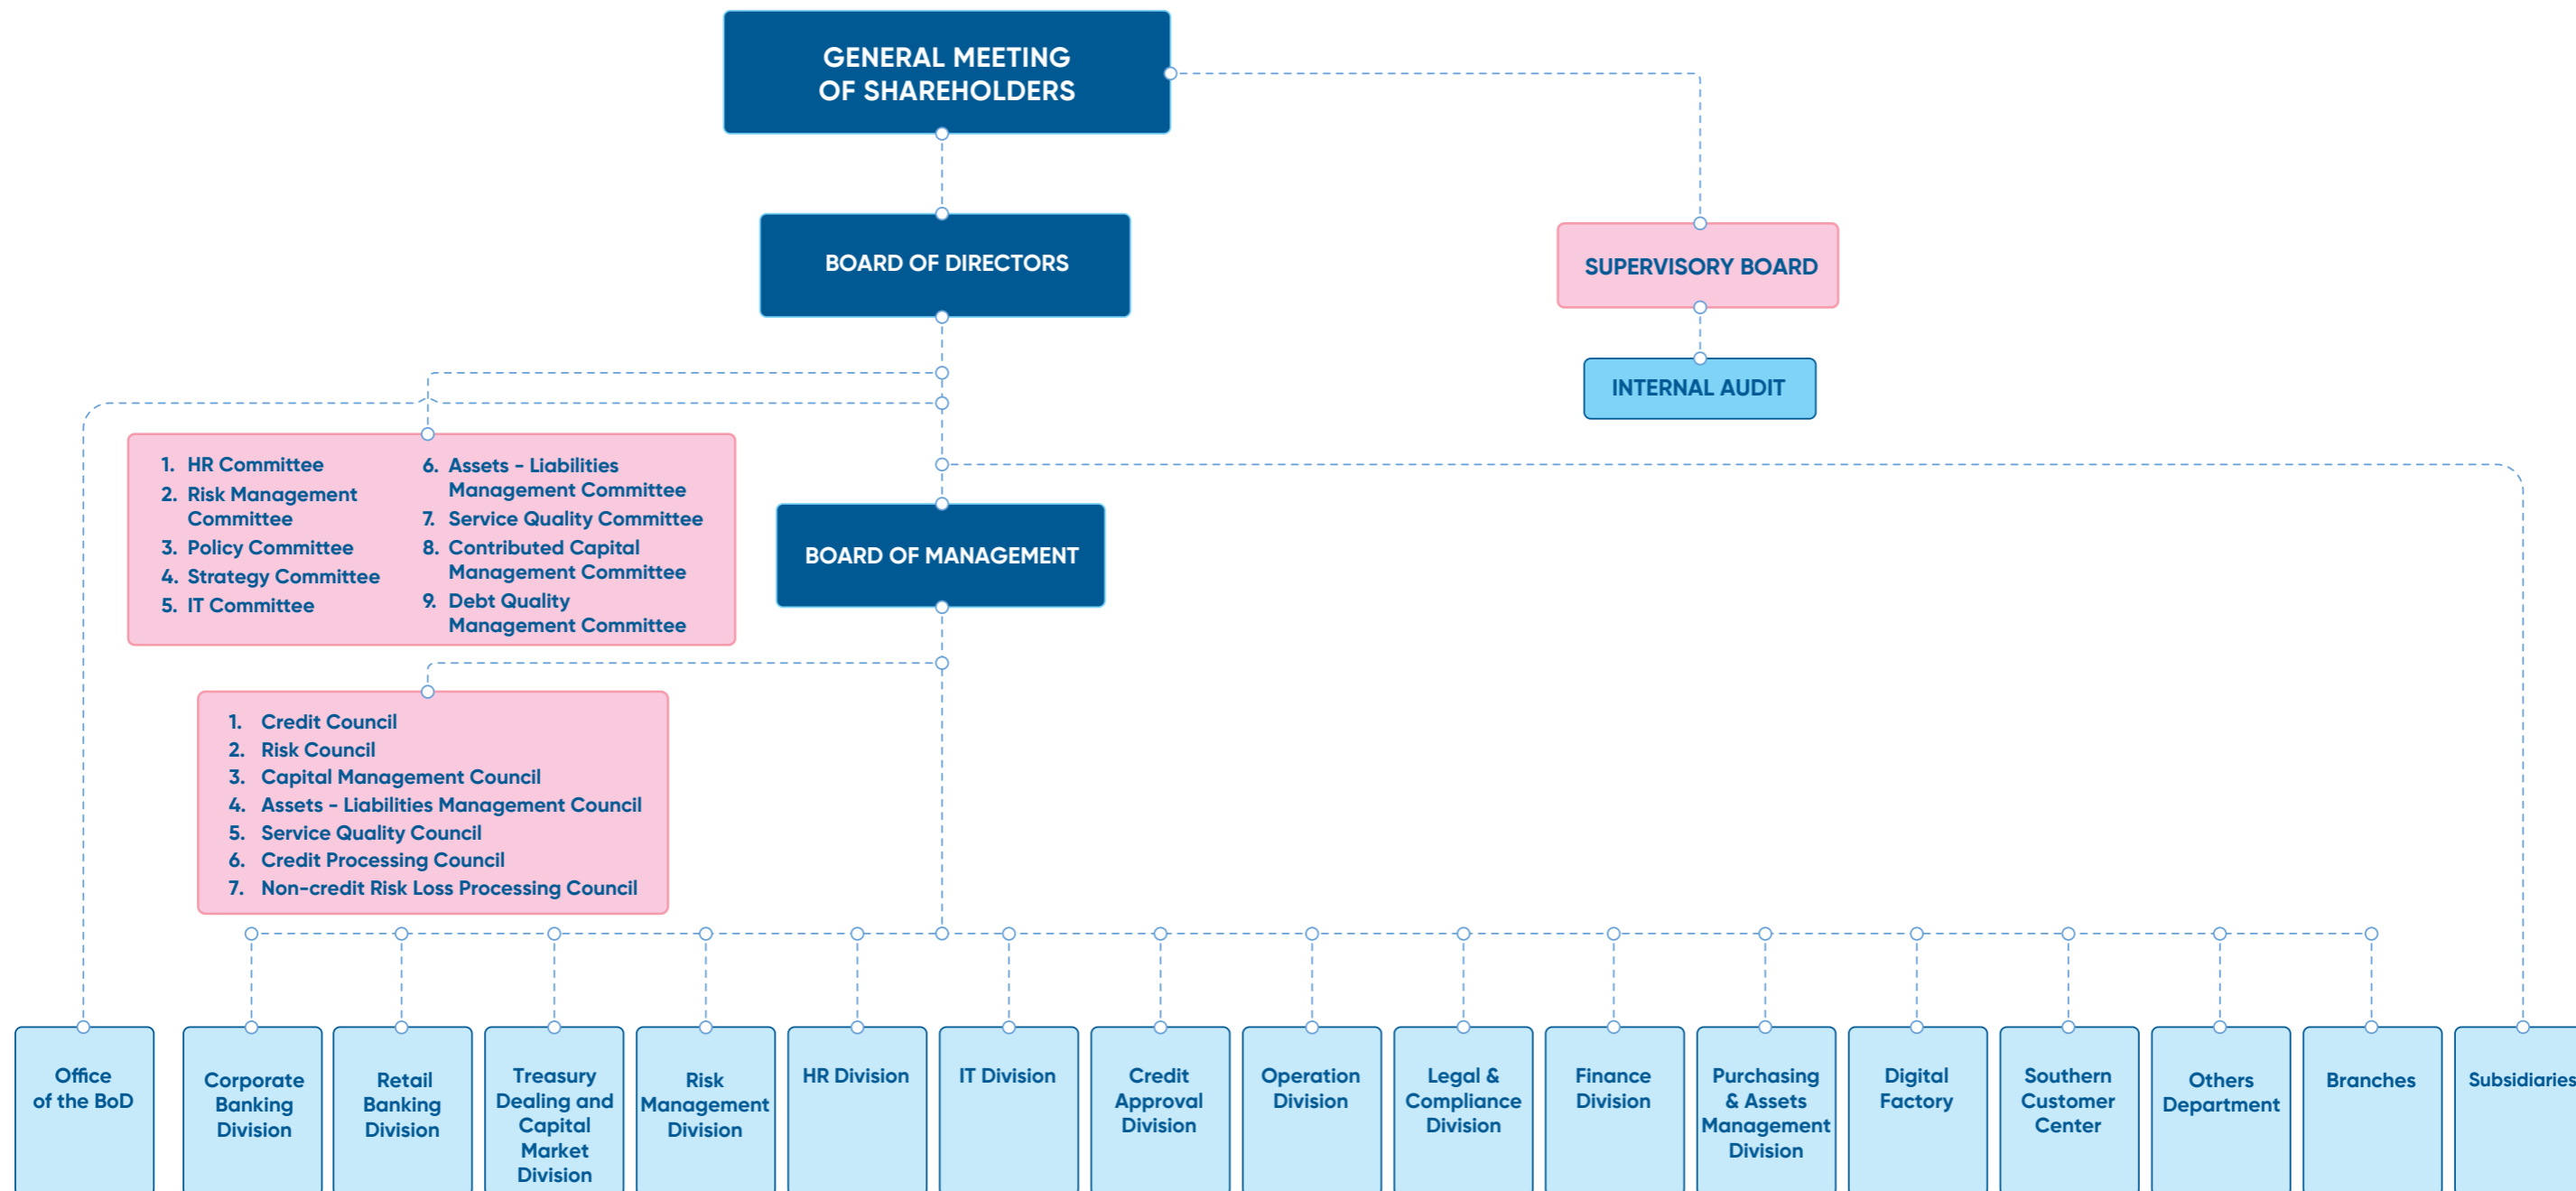 GENERAL MEETING
OF SHAREHOLDERS
BOARD OF DIRECTORS
SUPERVISORY BOARD
INTERNAL AUDIT
1. HR Committee
2. Risk Management
Committee
3. Policy Committee
4. Strategy Committee
5. IT Committee
6. Assets - Liabilities
Management Committee
7. Service Quality Committee
8. Contributed Capital
Management Committee
9. Debt Quality
Management Committee
BOARD OF MANAGEMENT
1. Credit Council
2. Risk Council
3. Capital Management Council
4. Assets - Liabilities Management Council
5. Service Quality Council
6. Credit Processing Council
7. Non-credit Risk Loss Processing Council
Office
of the BoD
Corporate
Banking
Division
Retail
Banking
Division
Treasury
Dealing and
Capital
Market
Division
Risk
Management
Division
HR Division
IT Division
Credit
Approval
Division
Operation
Division
Legal &
Compliance
Division
Finance
Division
Purchasing
& Assets
Management
Division
Digital
Factory
Southern
Customer
Center
Others
Department
Branches
Subsidiaries